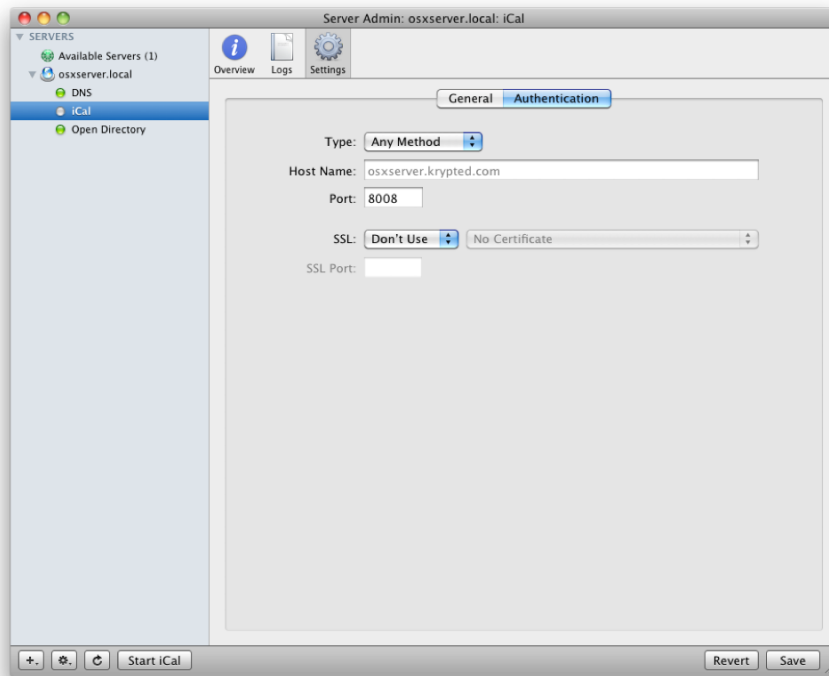 Server Admin: osxserver.local: iCal
SERVERS
Available Servers (1)
osxserver.local
DNS
iCal
Open Directory
Overview Logs Settings
General Authentication
Type: Any Method
Host Name: osxserver.krypted.com
Port: 8008
SSL: Don't Use No Certificate
SSL Port:
Start iCal Revert Save